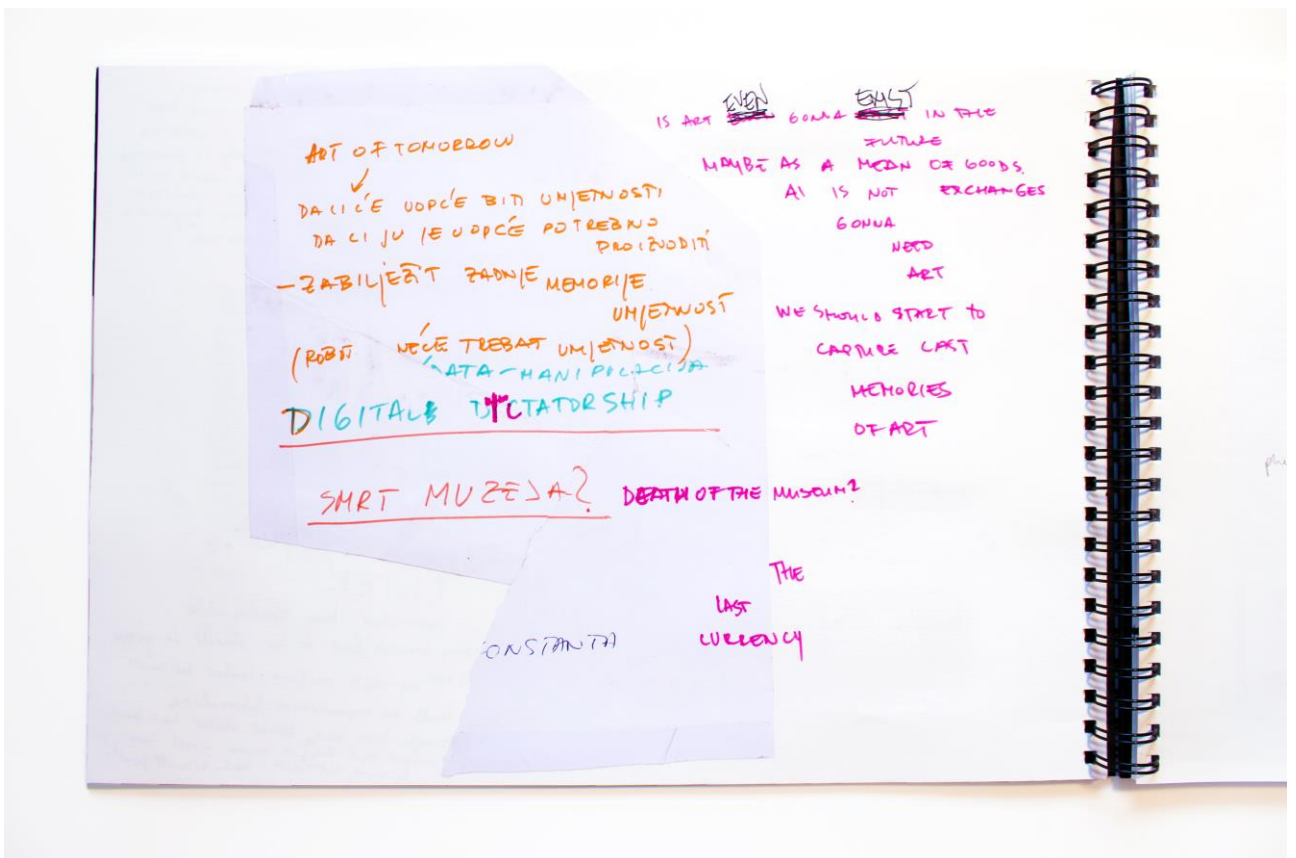 ART OF TOMORROW
DA LI ĆE UOPĆE BITI UMJETNOSTI
DA LI JU JE UOPĆE POTREBNO
PROIZVODITI
- ZABILJEŽIT ZADNJE MEMORIJE
UMJETNOST
(ROBOTI NEĆE TREBAT UMJETNOST)
DATA-MANIPULACIJA
DIGITAL DICTATORSHIP
SMRT MUZEJA?
ONSTANTA
EVEN EXIST
IS ART GONNA IN THE
FUTURE
MAYBE AS A MEAN OF GOODS
AI IS NOT EXCHANGES
GONNA
NEED
ART
WE SHOULD START TO
CAPTURE LAST
MEMORIES
OF ART
DEATH OF THE MUSEUM?
THE
LAST
CURRENCY